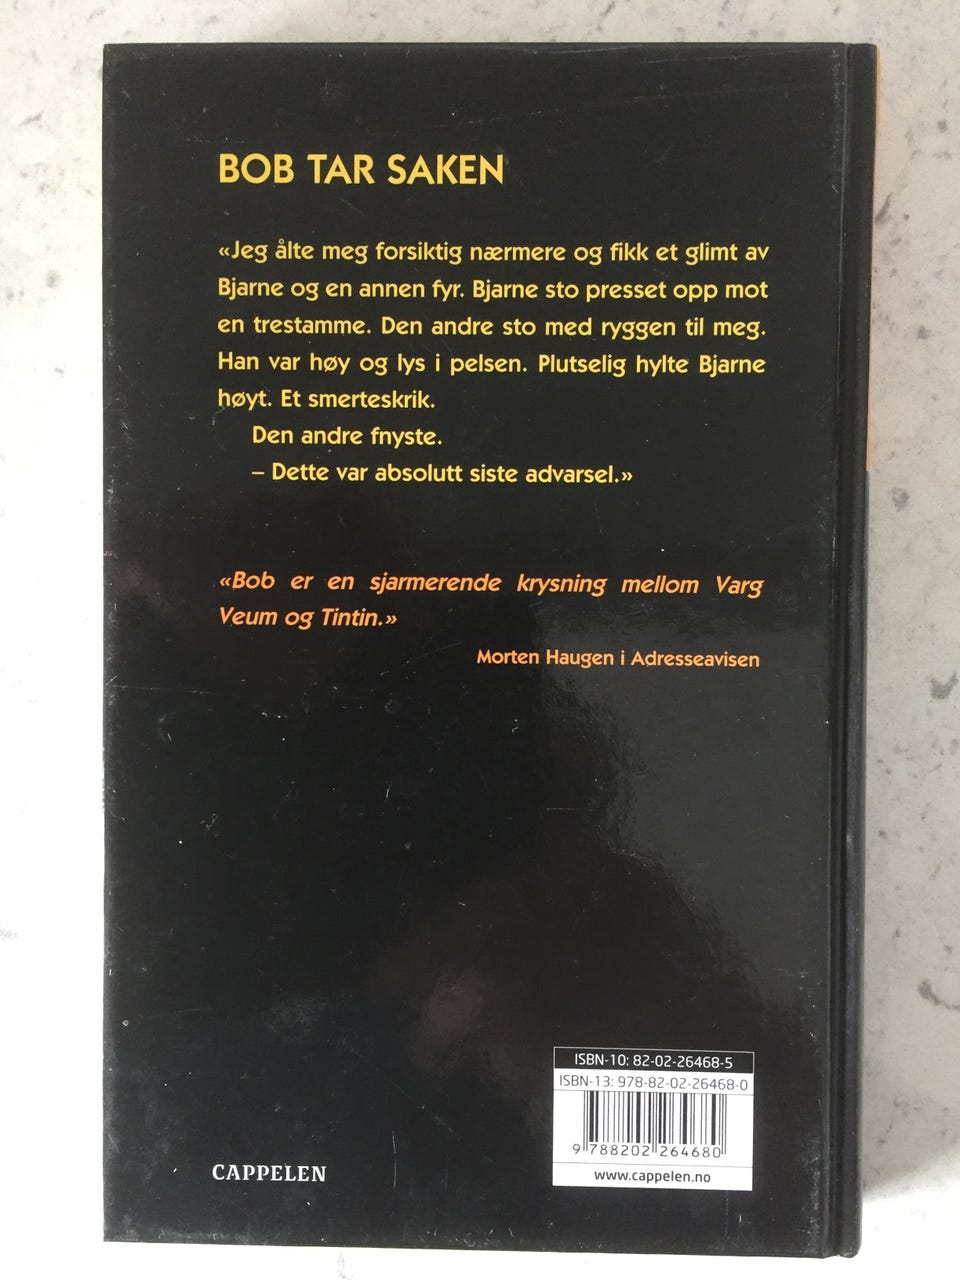 BOB TAR SAKEN
«Jeg ålte meg forsiktig nærmere og fikk et glimt av
Bjarne og en annen fyr. Bjarne sto presset opp mot
en trestamme. Den andre sto med ryggen til meg.
Han var høy og lys i pelsen. Plutselig hylte Bjarne
høyt. Et smerteskrik.
Den andre fnyste.
– Dette var absolutt siste advarsel.»
«Bob er en sjarmerende krysning mellom Varg
Veum og Tintin.»
Morten Haugen i Adresseavisen
ISBN-10: 82-02-26468-5
ISBN-13: 978-82-02-26468-0
9 788202 264680
www.cappelen.no
CAPPELEN